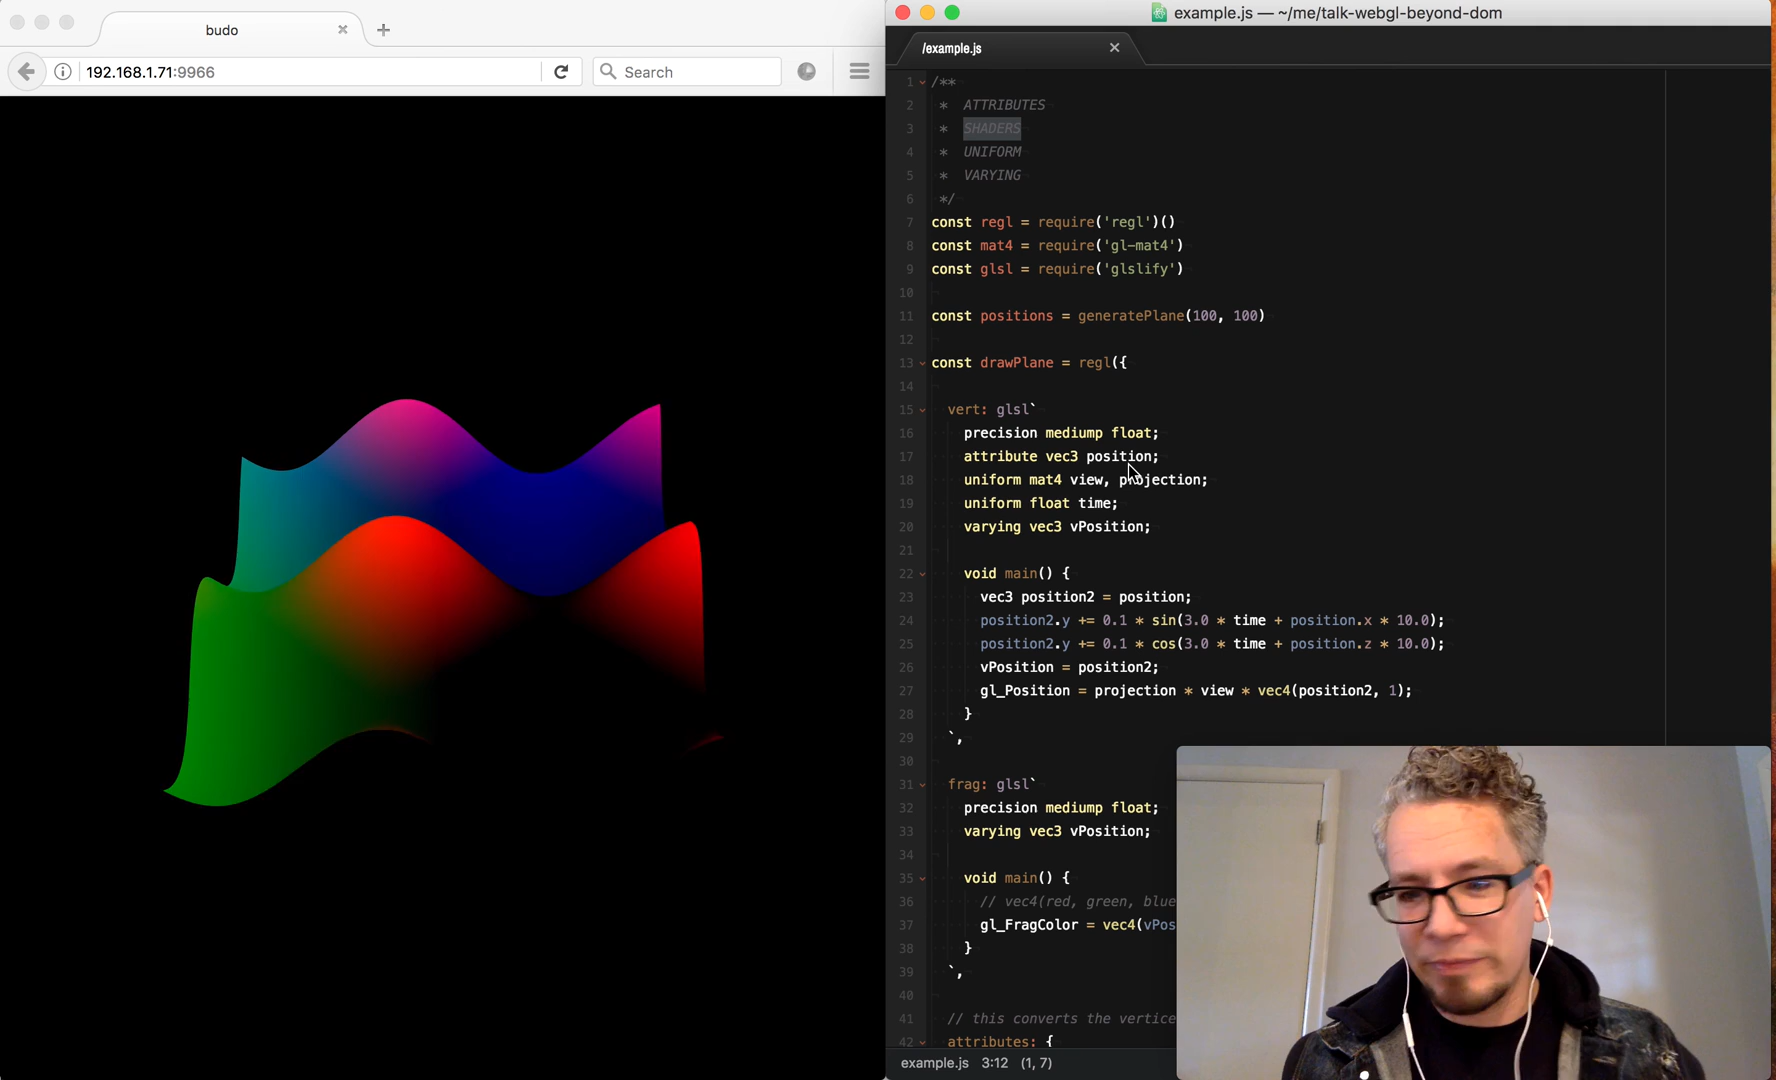 budo
192.168.1.71:9966
Search
example.js — ~/me/talk-webgl-beyond-dom
/example.js
1 /**
2 * ATTRIBUTES
3 * SHADERS
4 * UNIFORM
5 * VARYING
6 */
7 const regl = require('regl')()
8 const mat4 = require('gl-mat4')
9 const glsl = require('glslify')
10
11 const positions = generatePlane(100, 100)
12
13 const drawPlane = regl({
14
15 vert: glsl`
16 precision mediump float;
17 attribute vec3 position;
18 uniform mat4 view, projection;
19 uniform float time;
20 varying vec3 vPosition;
21
22 void main() {
23 vec3 position2 = position;
24 position2.y += 0.1 * sin(3.0 * time + position.x * 10.0);
25 position2.y += 0.1 * cos(3.0 * time + position.z * 10.0);
26 vPosition = position2;
27 gl_Position = projection * view * vec4(position2, 1);
28 }
29 `,
30
31 frag: glsl`
32 precision mediump float;
33 varying vec3 vPosition;
34
35 void main() {
36 // vec4(red, green, blue
37 gl_FragColor = vec4(vPos
38 }
39 `,
40
41 // this converts the vertice
42 attributes: {
example.js 3:12 (1, 7)